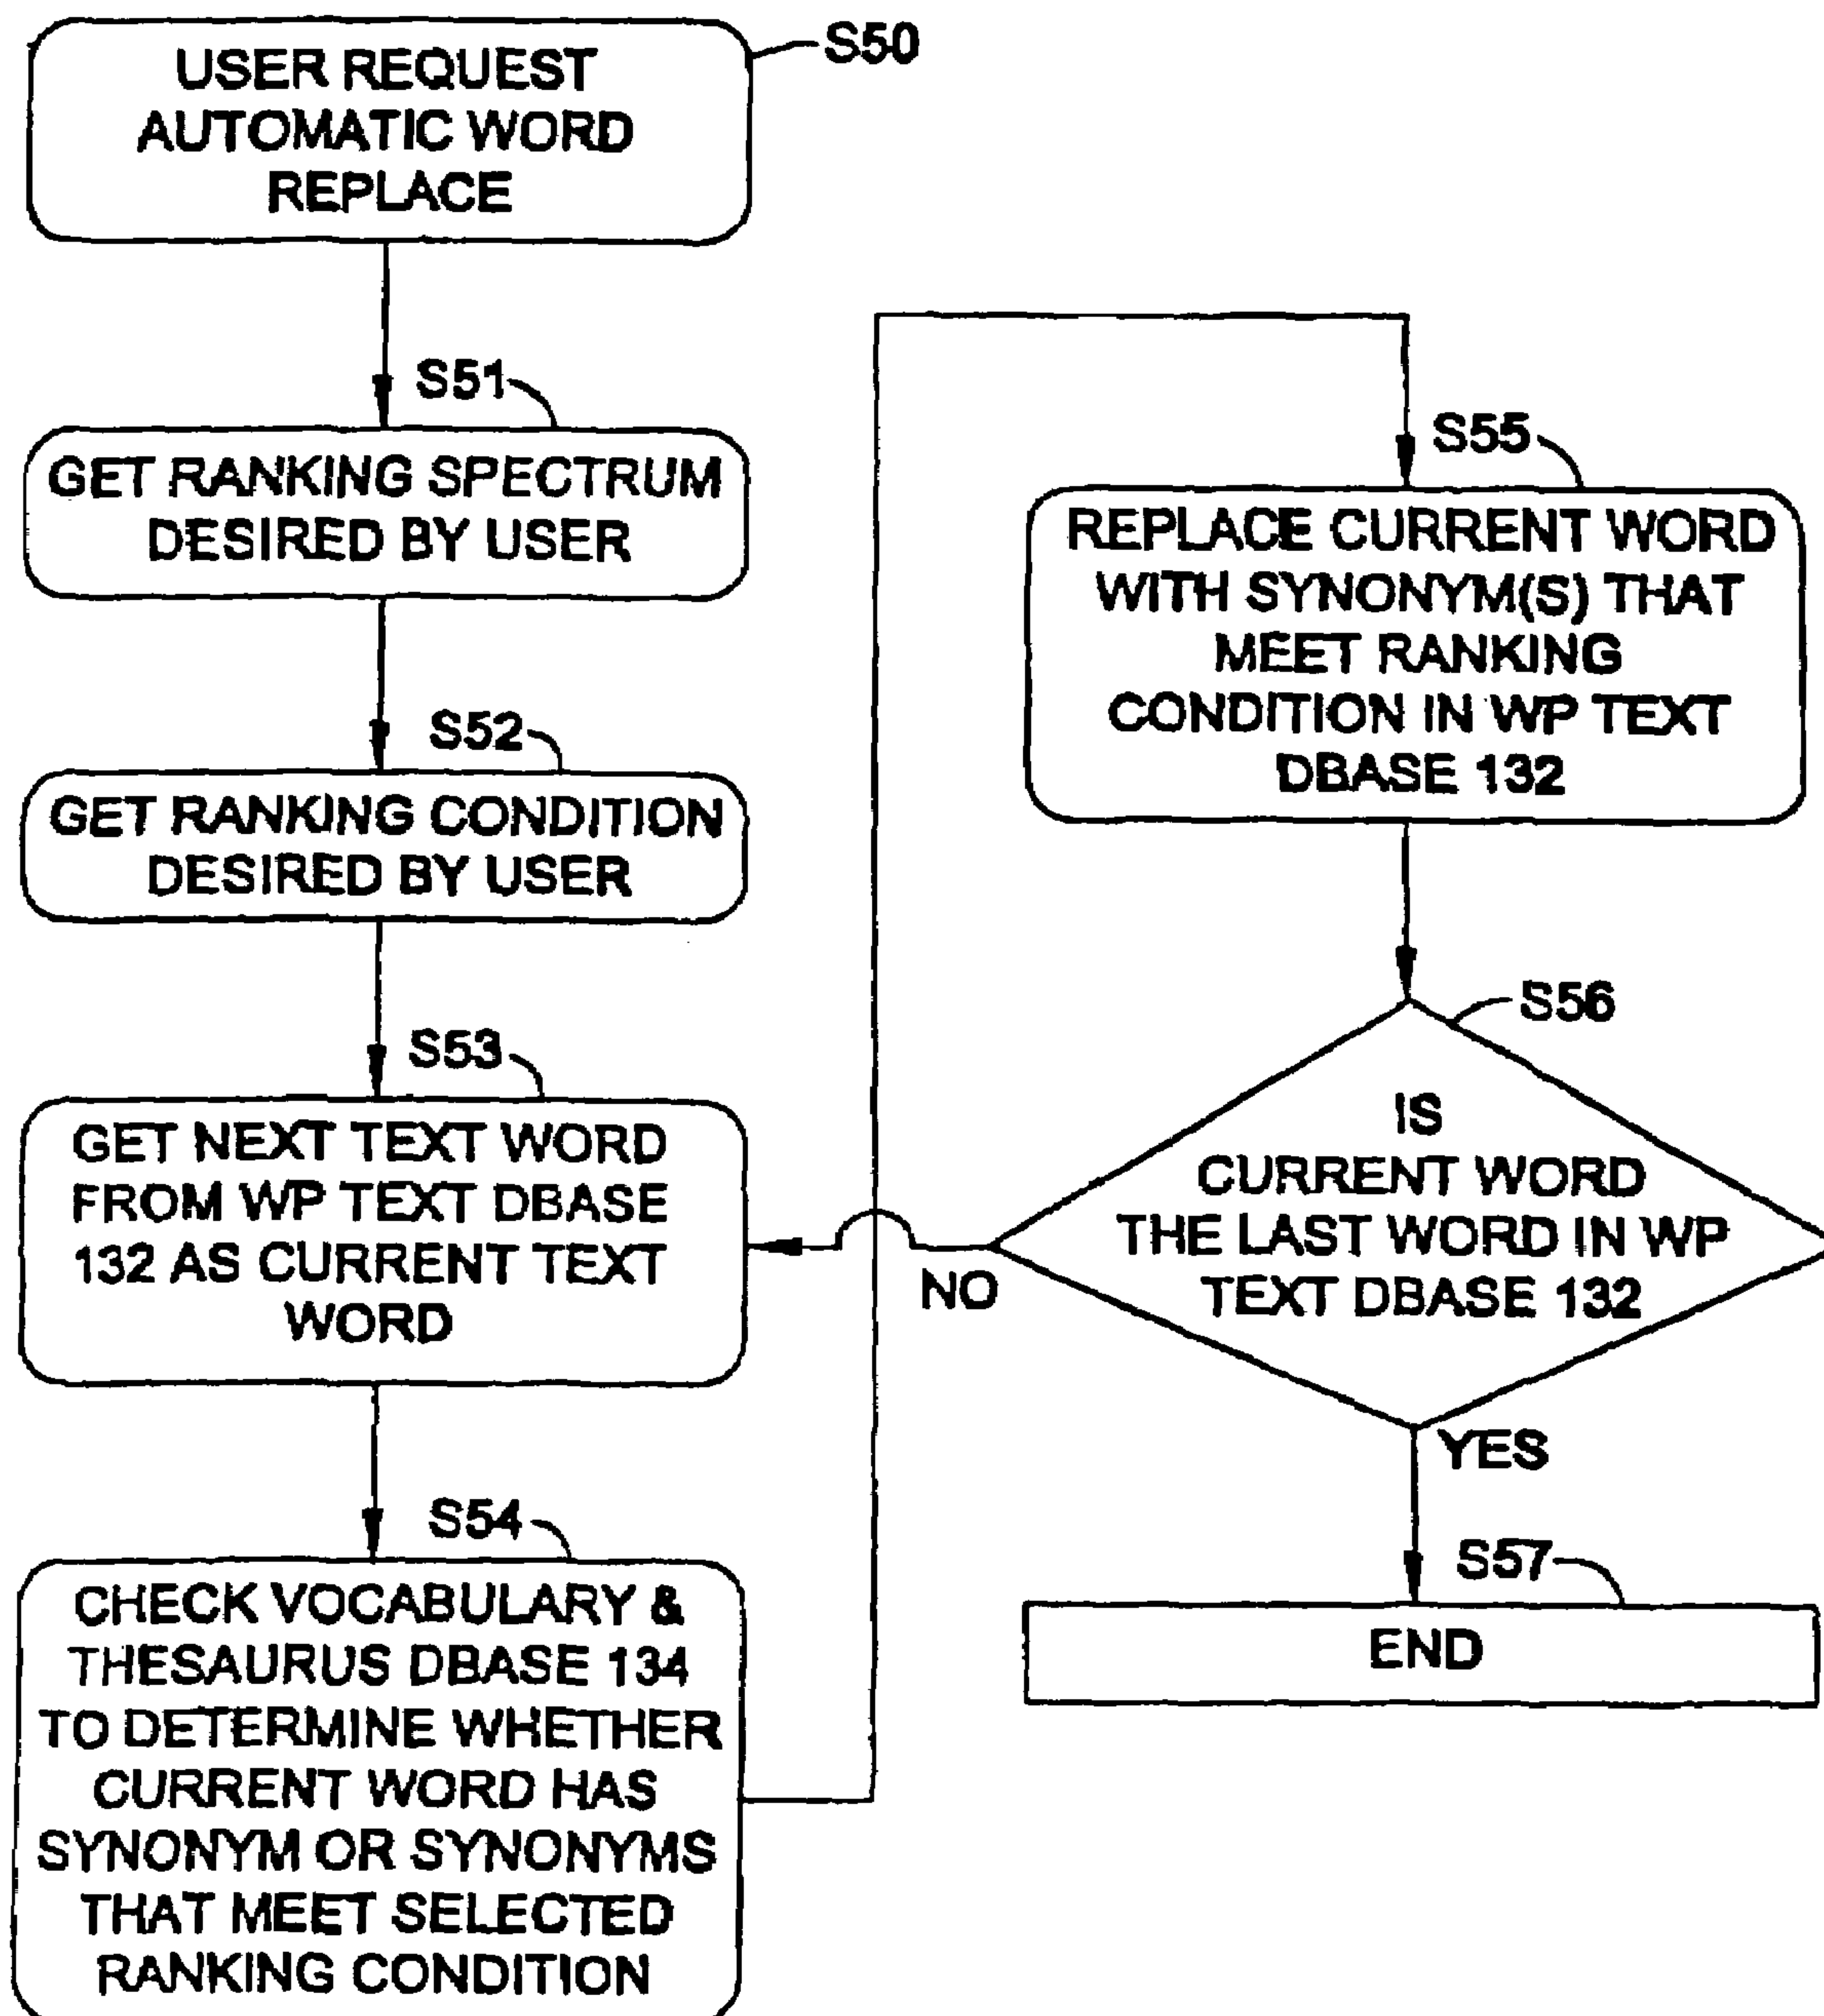 S50
USER REQUEST
AUTOMATIC WORD
REPLACE
S51
GET RANKING SPECTRUM
DESIRED BY USER
S52
GET RANKING CONDITION
DESIRED BY USER
S53
GET NEXT TEXT WORD
FROM WP TEXT DBASE
132 AS CURRENT TEXT
WORD
S54
CHECK VOCABULARY &
THESAURUS DBASE 134
TO DETERMINE WHETHER
CURRENT WORD HAS
SYNONYM OR SYNONYMS
THAT MEET SELECTED
RANKING CONDITION
S55
REPLACE CURRENT WORD
WITH SYNONYM(S) THAT
MEET RANKING
CONDITION IN WP TEXT
DBASE 132
S56
IS
CURRENT WORD
THE LAST WORD IN WP
TEXT DBASE 132
NO
YES
S57
END